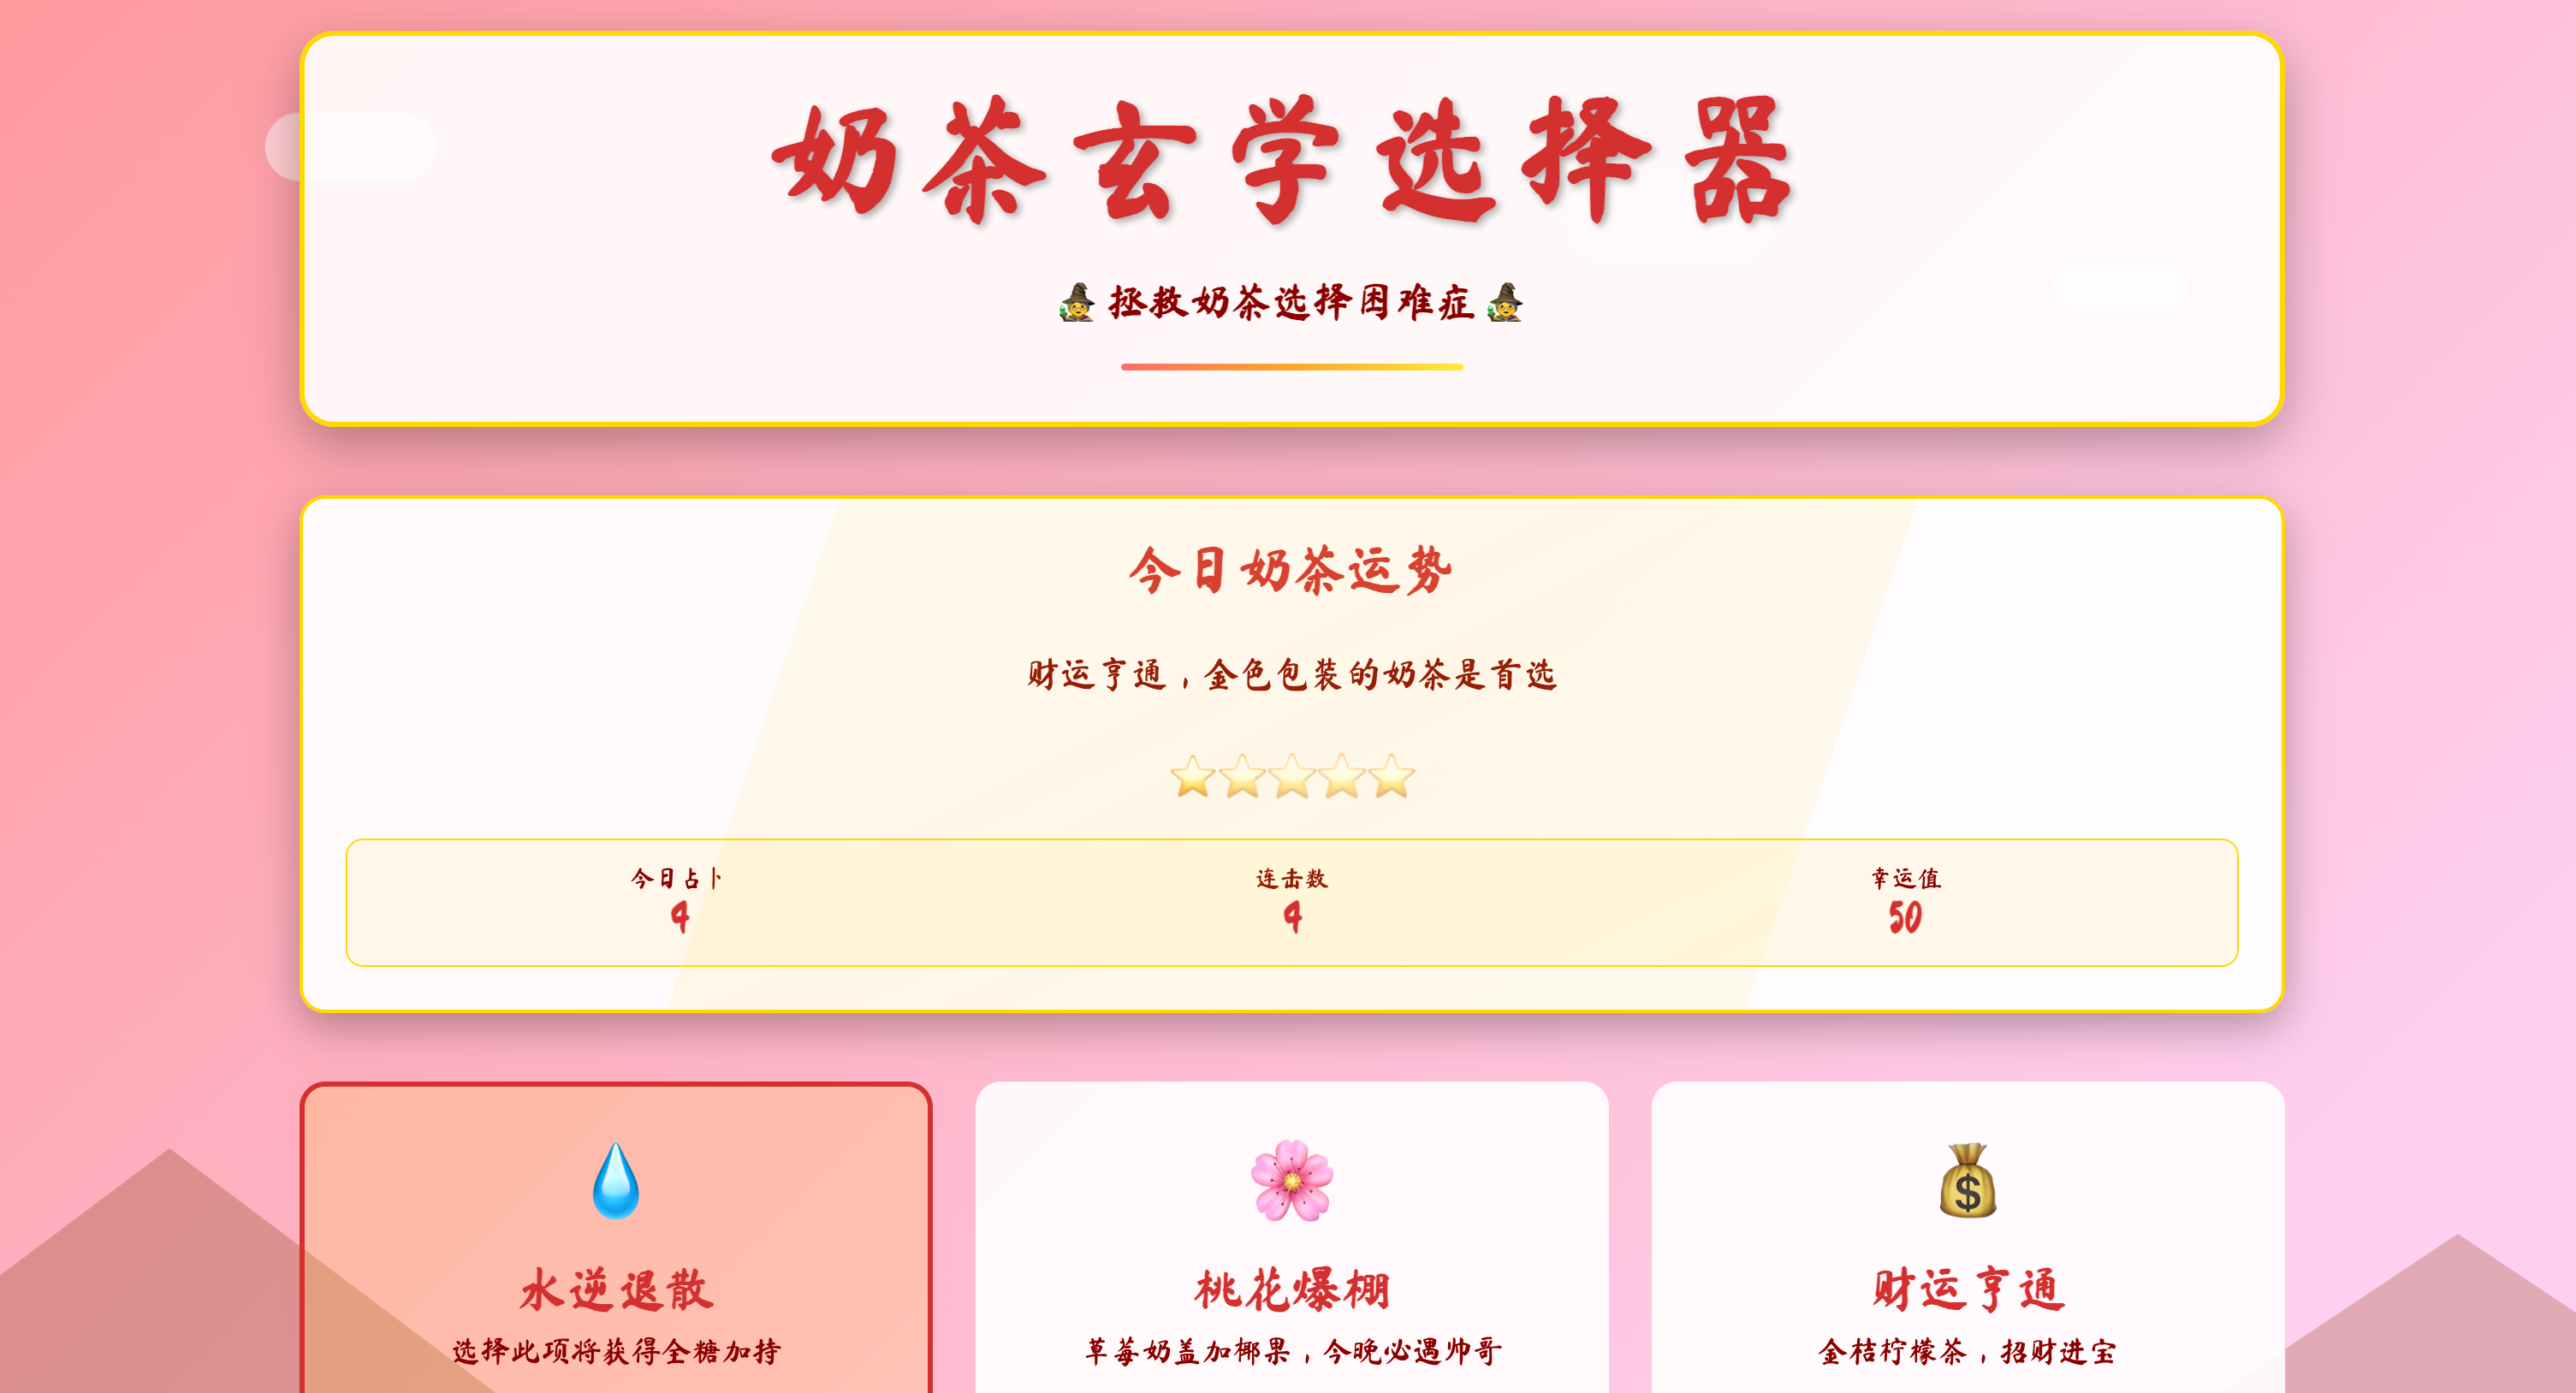 奶茶玄学选择器
🧙‍♀️ 拯救奶茶选择困难症 🧙‍♀️
今日奶茶运势
财运亨通，金色包装的奶茶是首选
⭐⭐⭐⭐⭐
今日占卜 连击数 幸运值
4 4 50
水逆退散 桃花爆棚 财运亨通
选择此项将获得全糖加持 草莓奶盖加椰果，今晚必遇帅哥 金桔柠檬茶，招财进宝